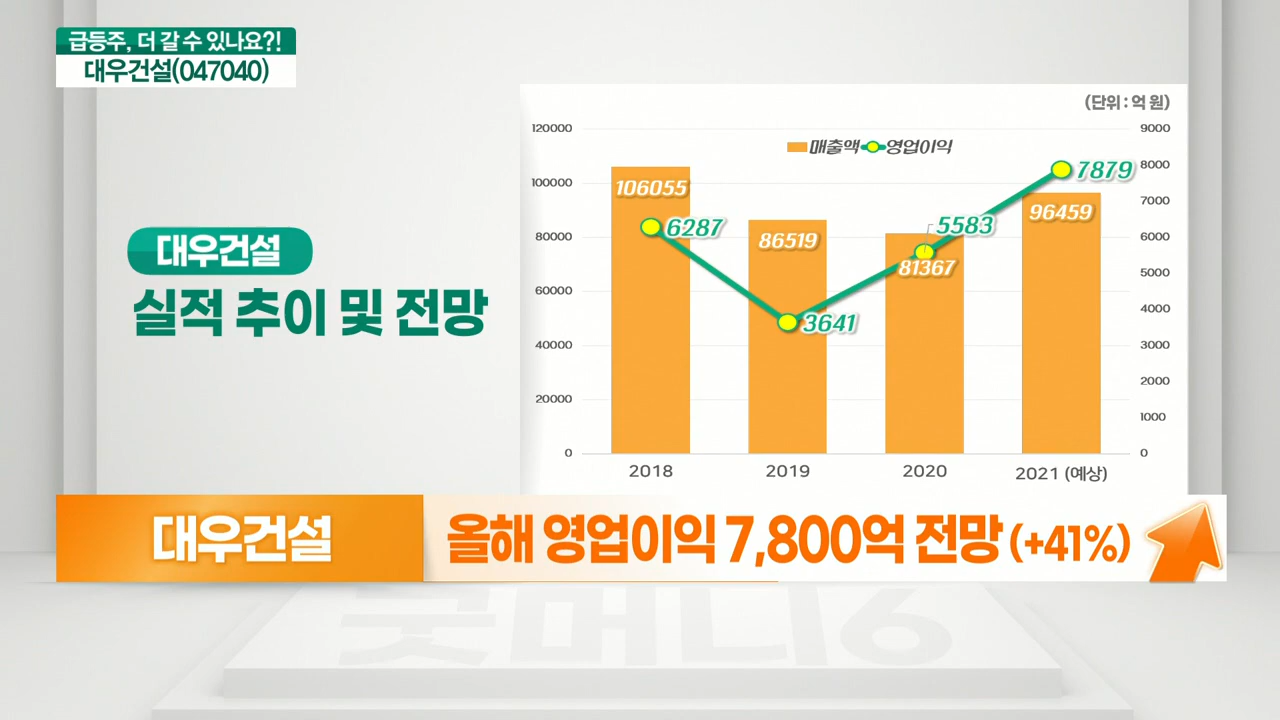 급등주, 더 갈 수 있나요?!
대우건설(047040)
(단위 : 억 원)
매출액 영업이익
120000
100000
80000
60000
40000
20000
0
9000
8000
7000
6000
5000
4000
3000
2000
1000
0
106055
6287
86519
3641
5583
81367
7879
96459
2018 2019 2020 2021 (예상)
대우건설
실적 추이 및 전망
대우건설
올해 영업이익 7,800억 전망 (+41%)
굿머니6